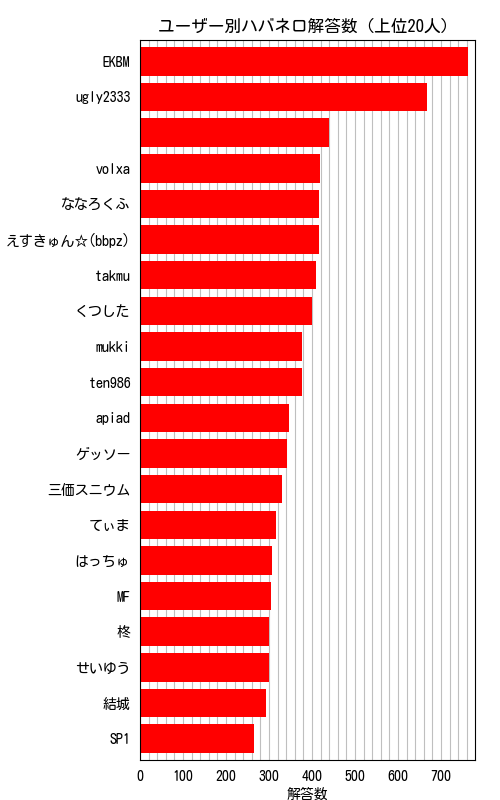 ユーザー別ハバネロ解答数（上位20人）
EKBM
ugly2333
volxa
ななろくふ
えすきゅん☆(bbpz)
takmu
くつした
mukki
ten986
apiad
ゲッソー
三価スニウム
てぃま
はっちゅ
MF
柊
せいゆう
結城
SP1
0 100 200 300 400 500 600 700
解答数